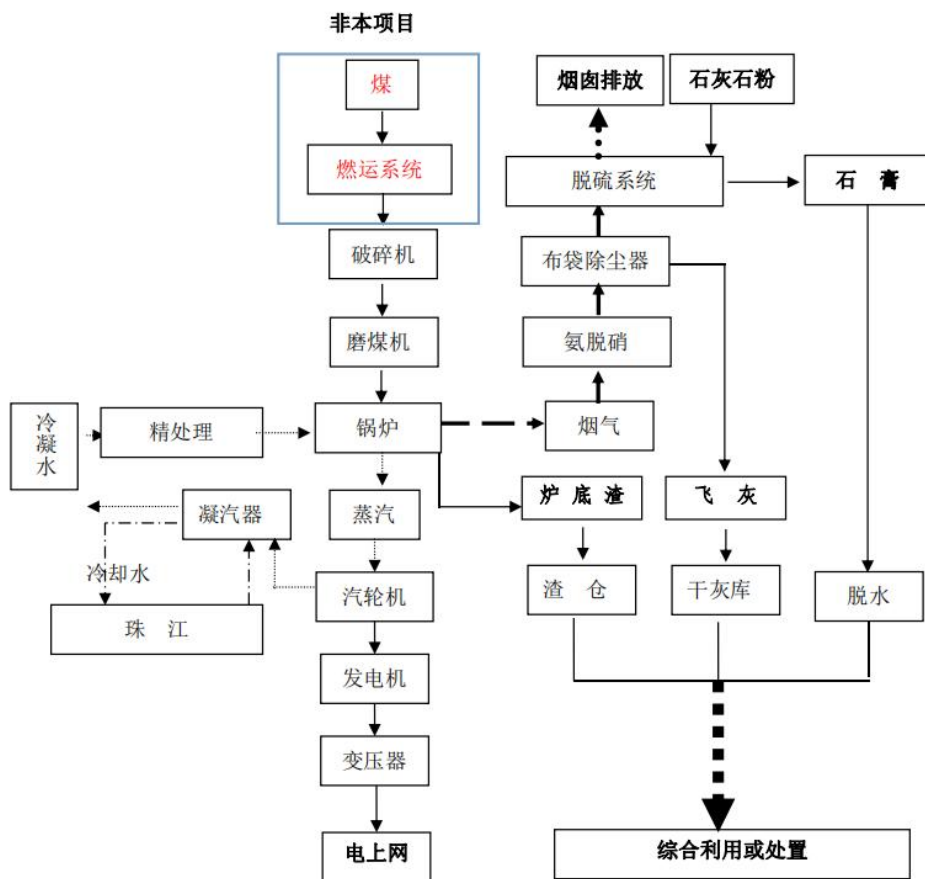 非本项目
煤
烟囱排放
石灰石粉
燃运系统
脱硫系统
石 膏
破碎机
布袋除尘器
磨煤机
氨脱硝
冷凝水
精处理
锅炉
烟气
凝汽器
蒸汽
炉 底 渣
飞 灰
冷却水
汽轮机
渣 仓
干灰库
脱水
珠 江
发电机
变压器
电上网
综合利用或处置